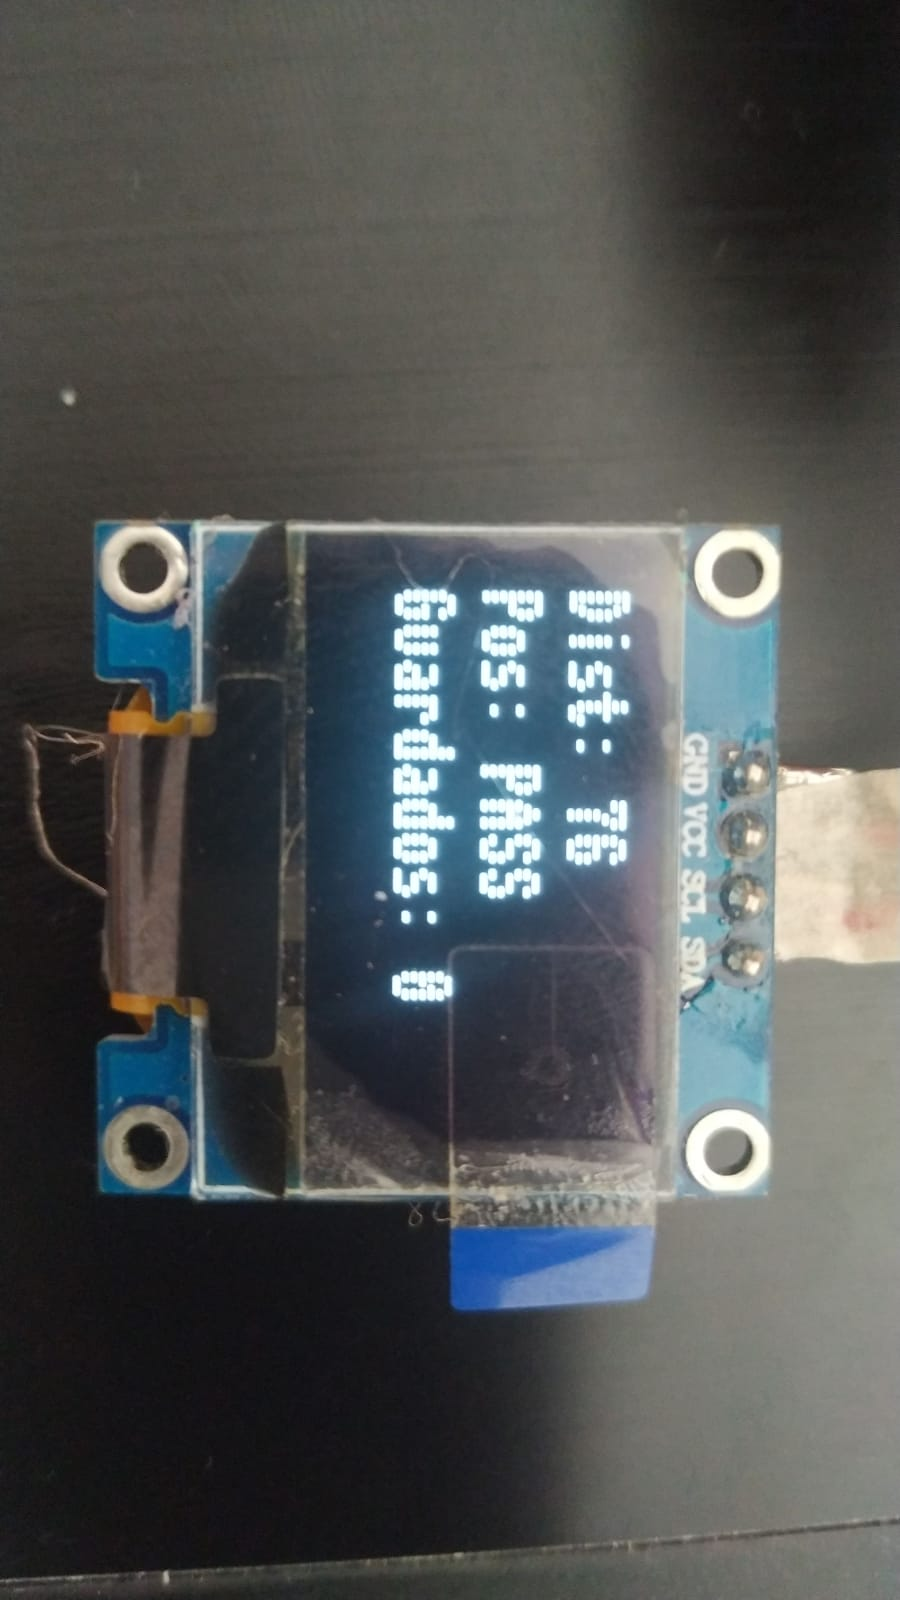 GND VCC SCL SDA
Dist: 76
Pos: PASS
Guardados: 0